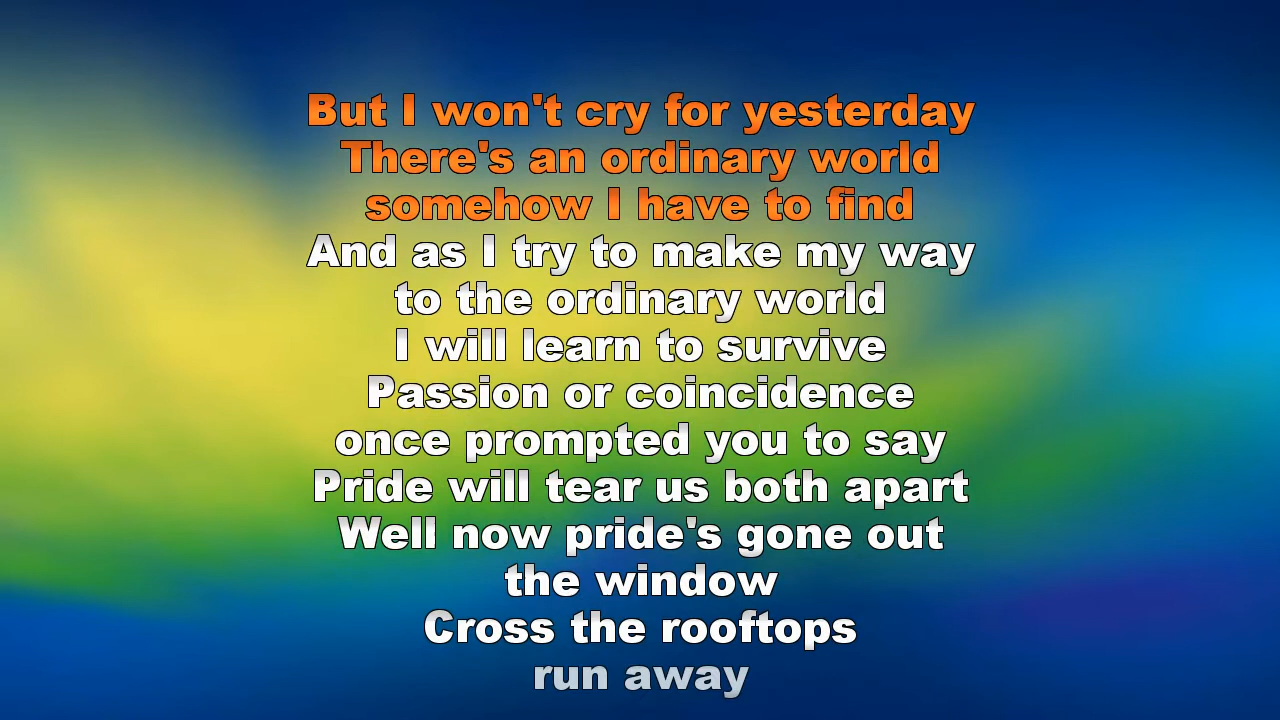 But I won't cry for yesterday
There's an ordinary world
somehow I have to find
And as I try to make my way
to the ordinary world
I will learn to survive
Passion or coincidence
once prompted you to say
Pride will tear us both apart
Well now pride's gone out
the window
Cross the rooftops
run away